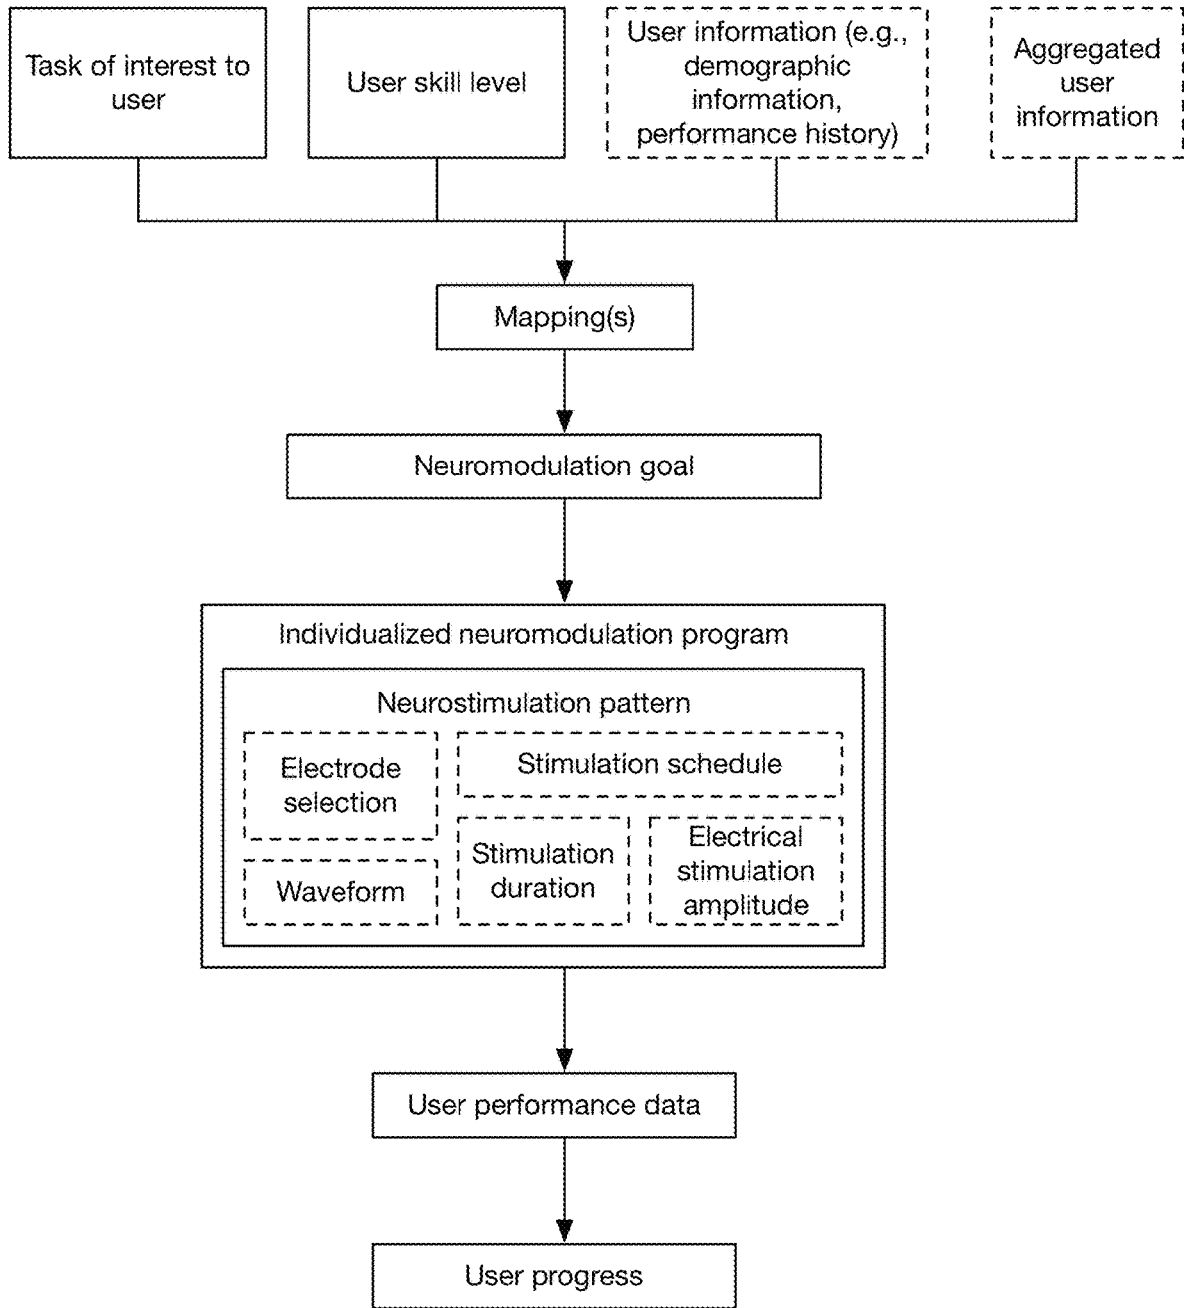 Task of interest to
user
User skill level
User information (e.g.,
demographic
information,
performance history)
Aggregated
user
information
Mapping(s)
Neuromodulation goal
Individualized neuromodulation program
Neurostimulation pattern
Electrode
selection
Stimulation schedule
Waveform
Stimulation
duration
Electrical
stimulation
amplitude
User performance data
User progress